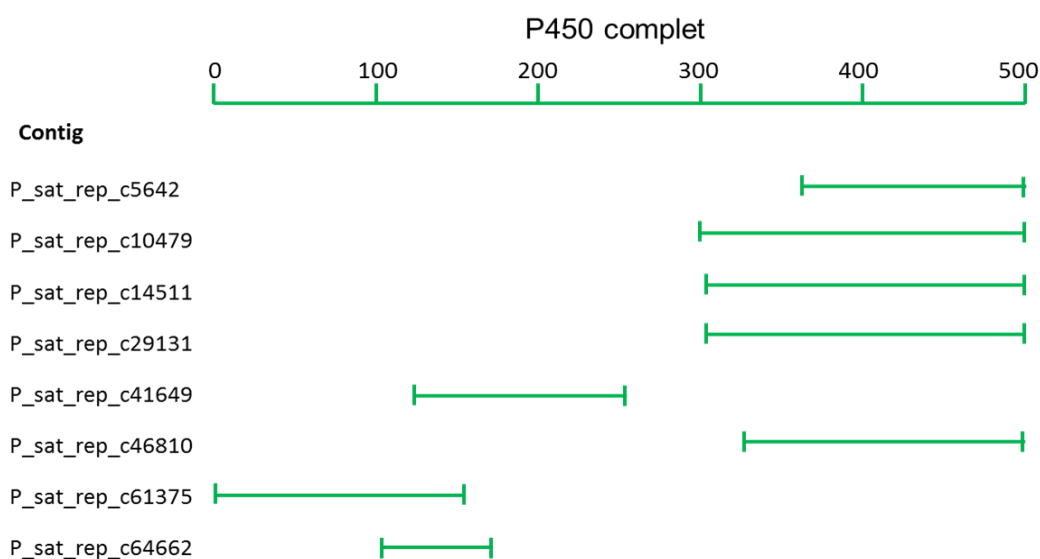 P450 complet
0 100 200 300 400 500
Contig
P_sat_rep_c5642
P_sat_rep_c10479
P_sat_rep_c14511
P_sat_rep_c29131
P_sat_rep_c41649
P_sat_rep_c46810
P_sat_rep_c61375
P_sat_rep_c64662